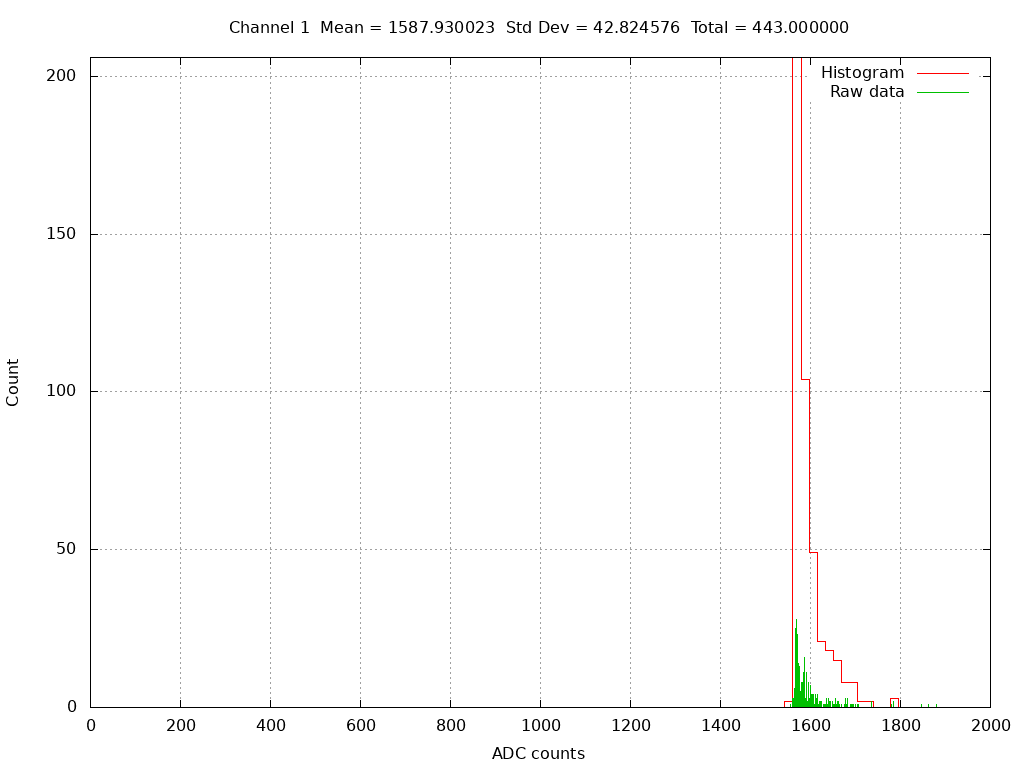 Channel 1  Mean = 1587.930023  Std Dev = 42.824576  Total = 443.000000
Histogram
Raw data
200
150
100
50
0
Count
0 200 400 600 800 1000 1200 1400 1600 1800 2000
ADC counts